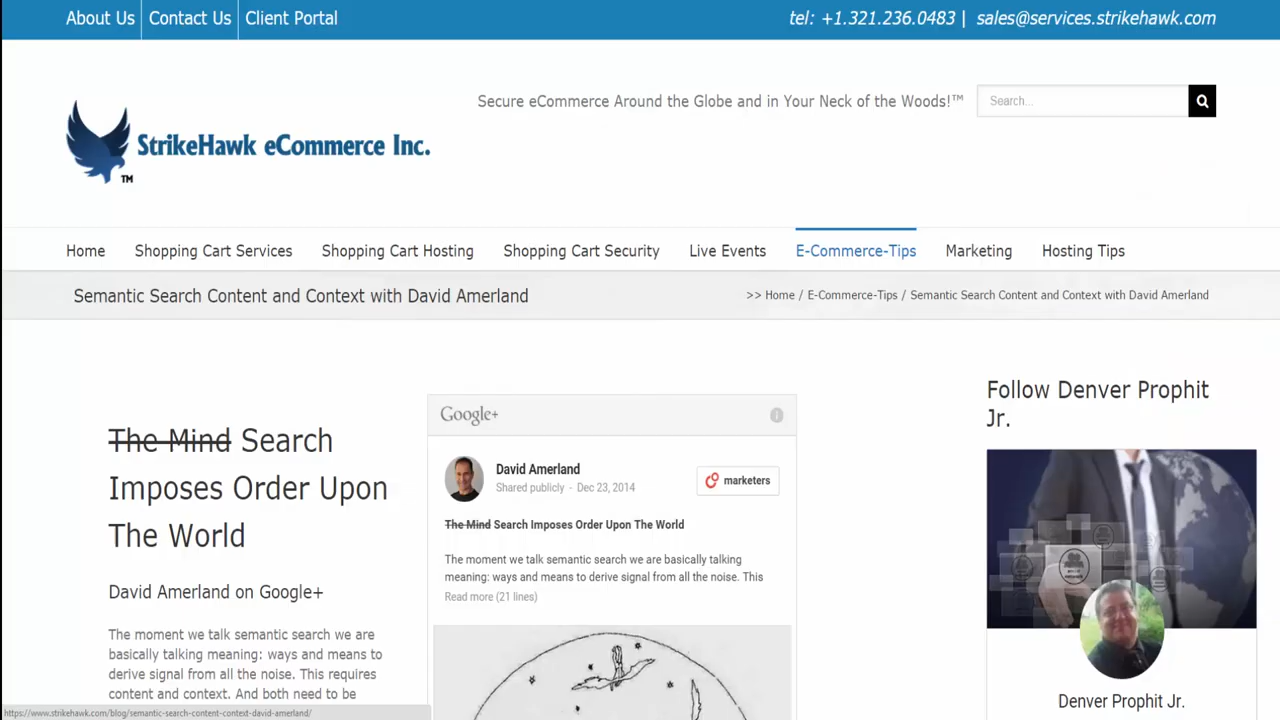 About Us
Contact Us
Client Portal
tel: +1.321.236.0483 | sales@services.strikehawk.com
StrikeHawk eCommerce Inc.
TM
Secure eCommerce Around the Globe and in Your Neck of the Woods!™
Search...
Home
Shopping Cart Services
Shopping Cart Hosting
Shopping Cart Security
Live Events
E-Commerce-Tips
Marketing
Hosting Tips
Semantic Search Content and Context with David Amerland
>> Home / E-Commerce-Tips / Semantic Search Content and Context with David Amerland
The Mind Search
Imposes Order Upon
The World
David Amerland on Google+
The moment we talk semantic search we are
basically talking meaning: ways and means to
derive signal from all the noise. This requires
content and context. And both need to be
Google+
i
David Amerland
Shared publicly - Dec 23, 2014
marketers
The Mind Search Imposes Order Upon The World
The moment we talk semantic search we are basically talking
meaning: ways and means to derive signal from all the noise. This
Read more (21 lines)
Follow Denver Prophit
Jr.
Denver Prophit Jr.
https://www.strikehawk.com/blog/semantic-search-content-context-david-amerland/